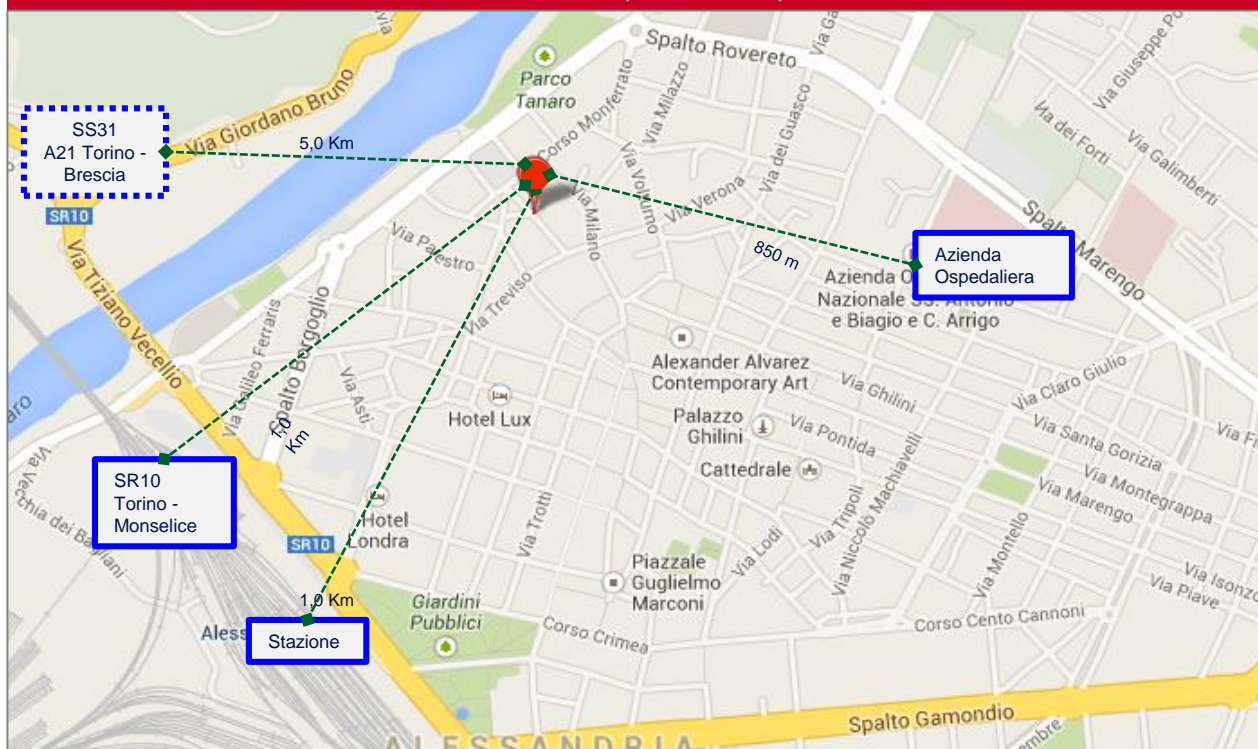 Spalto Rovereto
Parco
Tanaro
Via Giordano Bruno
Corso Monferrato
Via Milazzo
Via dei Guasco
Via Giuseppe
Via dei Forti
Via Galimberti
SS31
A21 Torino -
Brescia
5,0 Km
SR10
Via Volturno
Via Verona
Via Milano
Via Paestro
Via Treviso
850 m
Azienda
Ospedaliera
Spalto Marengo
Azienda O
Nazionale SS. Antonio
e Biagio e C. Arrigo
Via Tiziano Vecellio
Via Galileo Ferraris
Spalto Borgoglio
Via Asti
Alexander Alvarez
Contemporary Art
Via Claro Giulio
Via Ghilini
Hotel Lux
Palazzo
Ghilini
Via Pontida
Via Santa Gorizia
1,0
Km
Cattedrale
Via Niccolò Machiavelli
Via Tripoli
Via Marengo
Via Montegrappa
SR10
Torino -
Monselice
Via Vecchia dei Bagliani
Hotel
Londra
SR10
Via Trotti
Via Lodi
Via Montello
Via Isonzo
Via Piave
Piazzale
Guglielmo
Marconi
1,0 Km
Giardini
Pubblici
Stazione
Aless
Corso Crimea
Corso Cento Cannoni
Spalto Gamondio
ALESSANDRIA